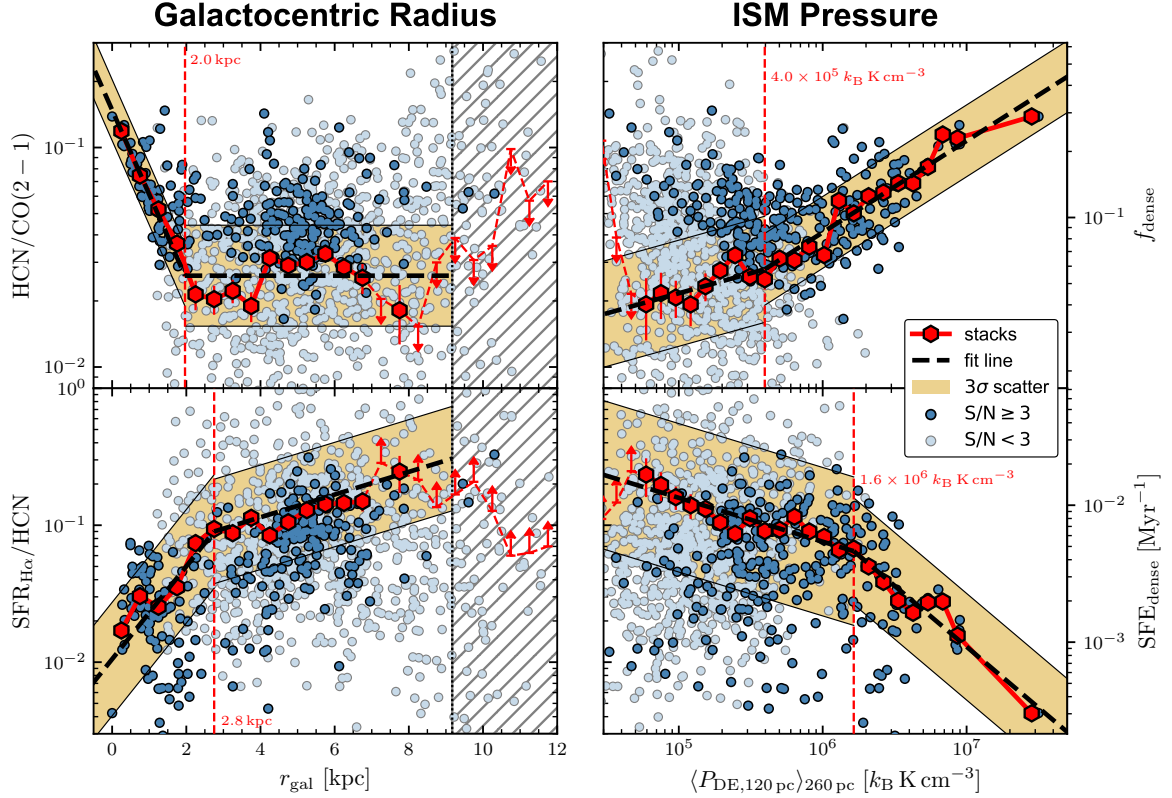 Galactocentric Radius
ISM Pressure
2.0 kpc
4.0 × 10⁵ k_B K cm⁻³
HCN/CO(2 − 1)
10⁻¹
10⁻²
f_dense
10⁻¹
stacks
fit line
3σ scatter
S/N ≥ 3
S/N < 3
SFR_Hα/HCN
10⁰
10⁻¹
10⁻²
2.8 kpc
1.6 × 10⁶ k_B K cm⁻³
SFE_dense [Myr⁻¹]
10⁻²
10⁻³
0 2 4 6 8 10 12
10⁵ 10⁶ 10⁷
r_gal [kpc]
⟨P_DE,120 pc⟩_260 pc [k_B K cm⁻³]